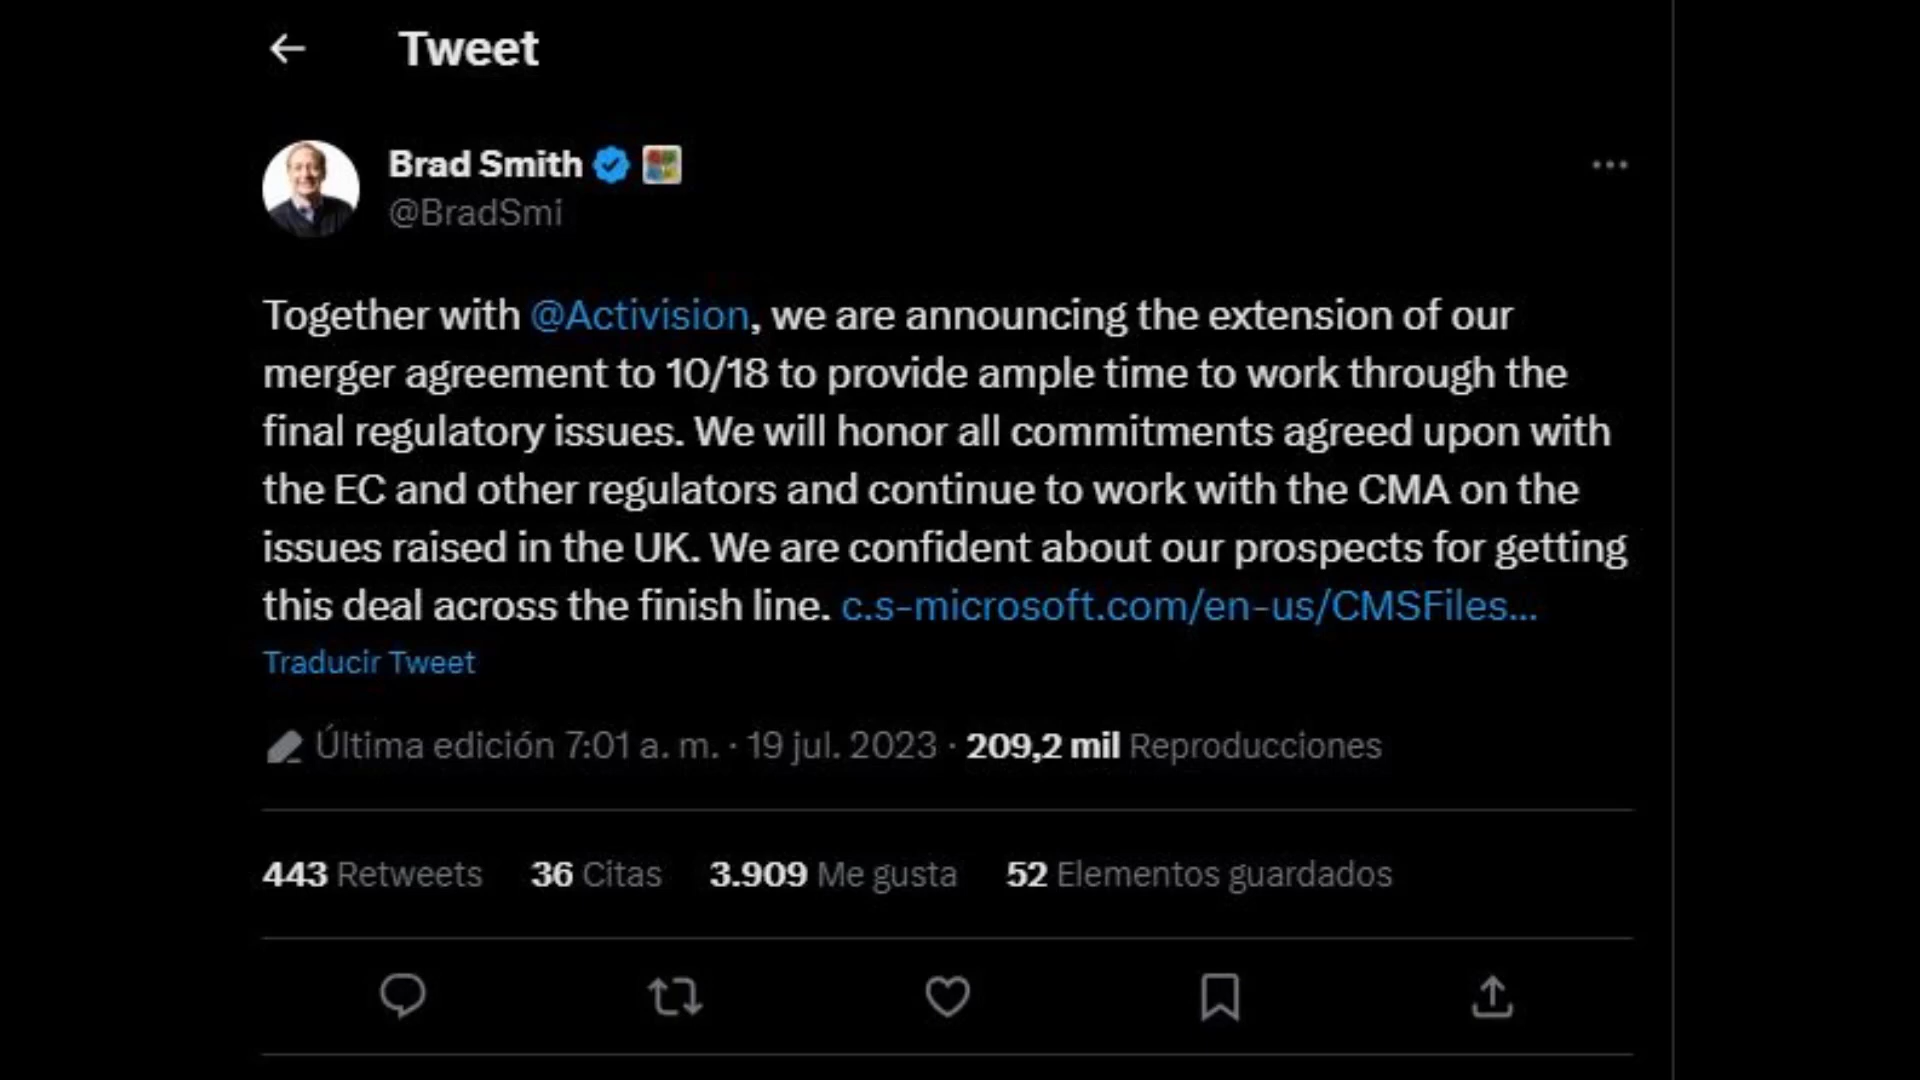 Tweet
Brad Smith
@BradSmi
Together with @Activision, we are announcing the extension of our
merger agreement to 10/18 to provide ample time to work through the
final regulatory issues. We will honor all commitments agreed upon with
the EC and other regulators and continue to work with the CMA on the
issues raised in the UK. We are confident about our prospects for getting
this deal across the finish line. c.s-microsoft.com/en-us/CMSFiles...
Traducir Tweet
Última edición 7:01 a. m. · 19 jul. 2023 · 209,2 mil Reproducciones
443 Retweets 36 Citas 3.909 Me gusta 52 Elementos guardados